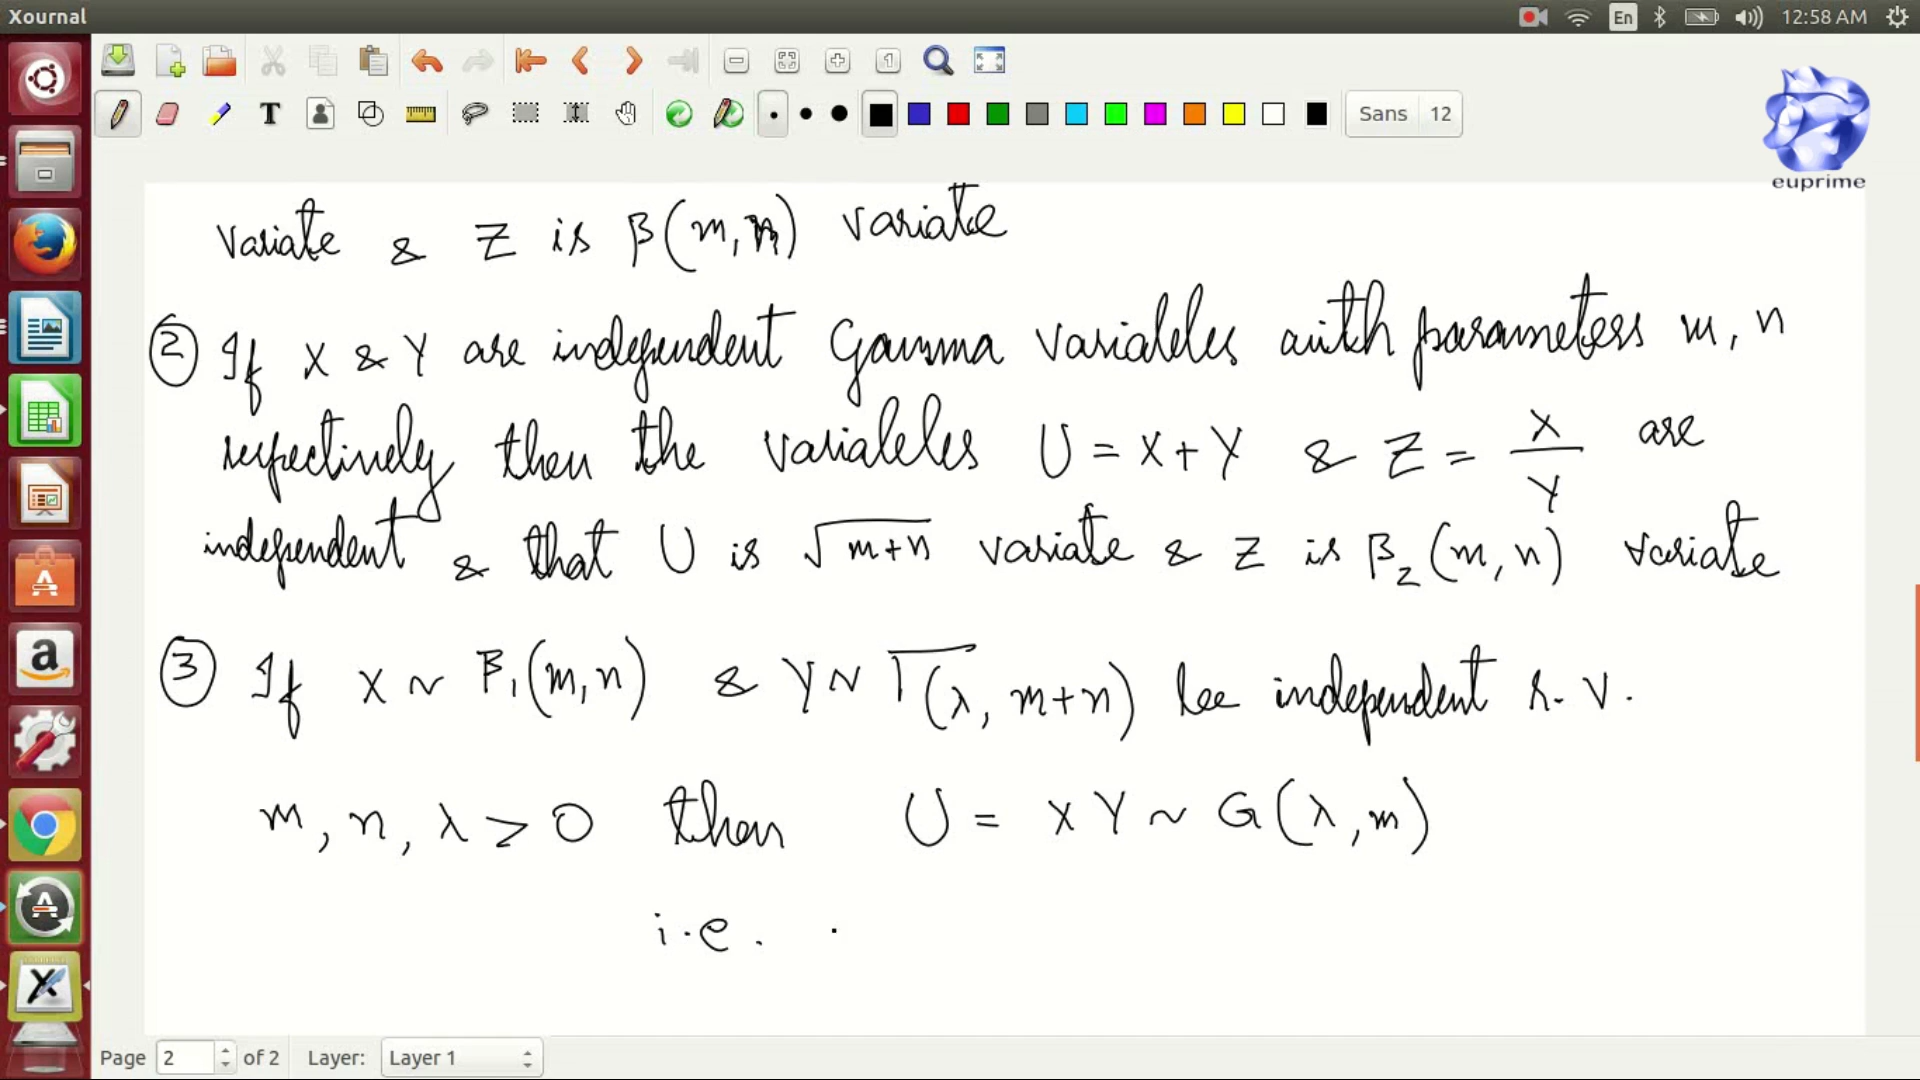 Xournal
En
12:58 AM
Sans 12
euprime
variate & Z is β(m, n) variate
② If X & Y are independent Gamma variables with parameters m, n
respectively then the variables U = X + Y & Z = X/Y are
independent & that U is √m+n variate & Z is β₂(m, n) variate
③ If X ~ β₁(m, n) & Y ~ Γ(λ, m+n) be independent r.v.
m, n, λ > 0 then U = XY ~ G(λ, m)
i.e. .
Page 2 of 2 Layer: Layer 1